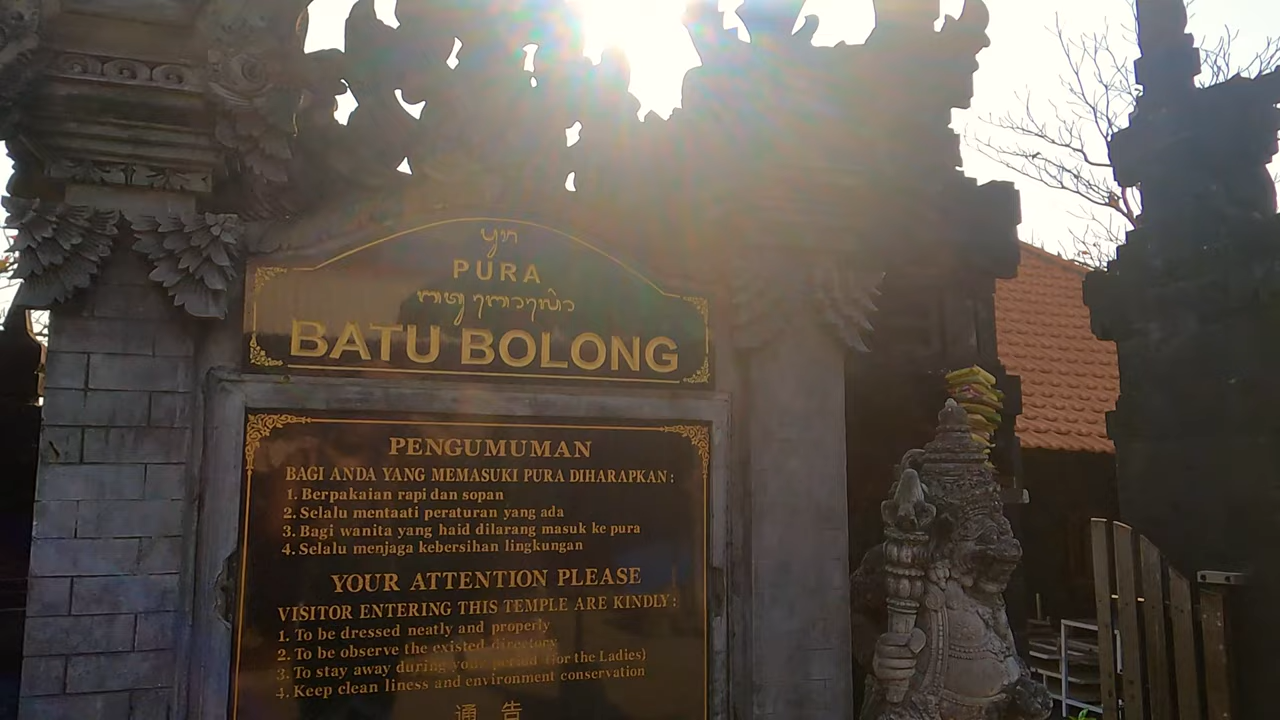 ᬧᬸᬭ
PURA
ᬩᬢᬸᬩᭀᬮᭀᬂ
BATU BOLONG
PENGUMUMAN
BAGI ANDA YANG MEMASUKI PURA DIHARAPKAN :
1. Berpakaian rapi dan sopan
2. Selalu mentaati peraturan yang ada
3. Bagi wanita yang haid dilarang masuk ke pura
4. Selalu menjaga kebersihan lingkungan
YOUR ATTENTION PLEASE
VISITOR ENTERING THIS TEMPLE ARE KINDLY :
1. To be dressed neatly and properly
2. To be observe the existed directory
3. To stay away during your period (for the Ladies)
4. Keep clean liness and environment conservation
通 告